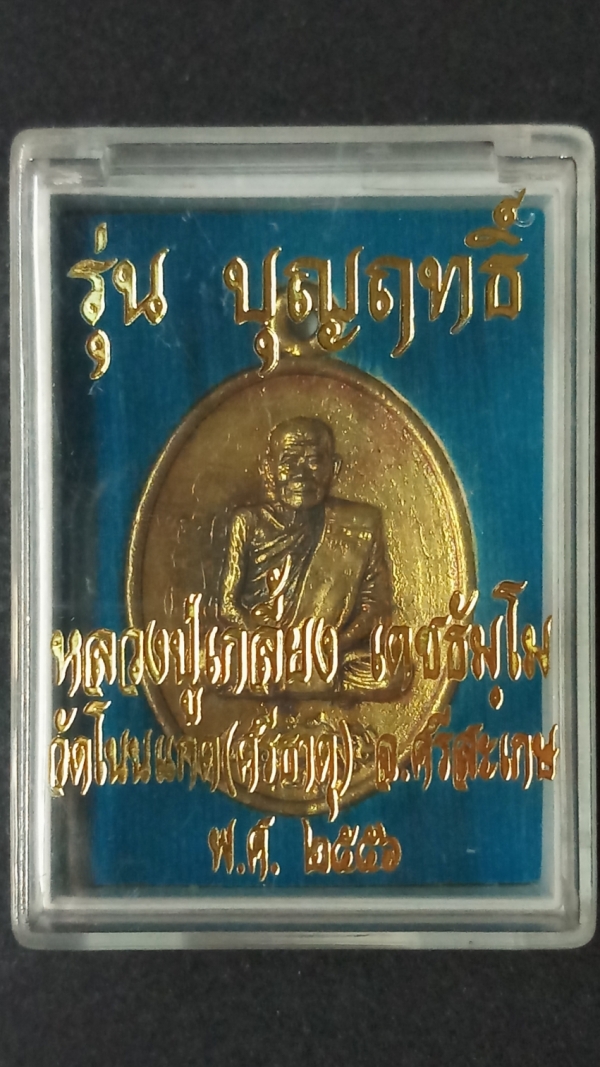 รุ่น บุญฤทธิ์
หลวงปู่เกลี้ยง เตชธัมฺโม
วัดโนนแกด(ศรีธาตุ) จ.ศรีสะเกษ
พ.ศ. ๒๕๕๖